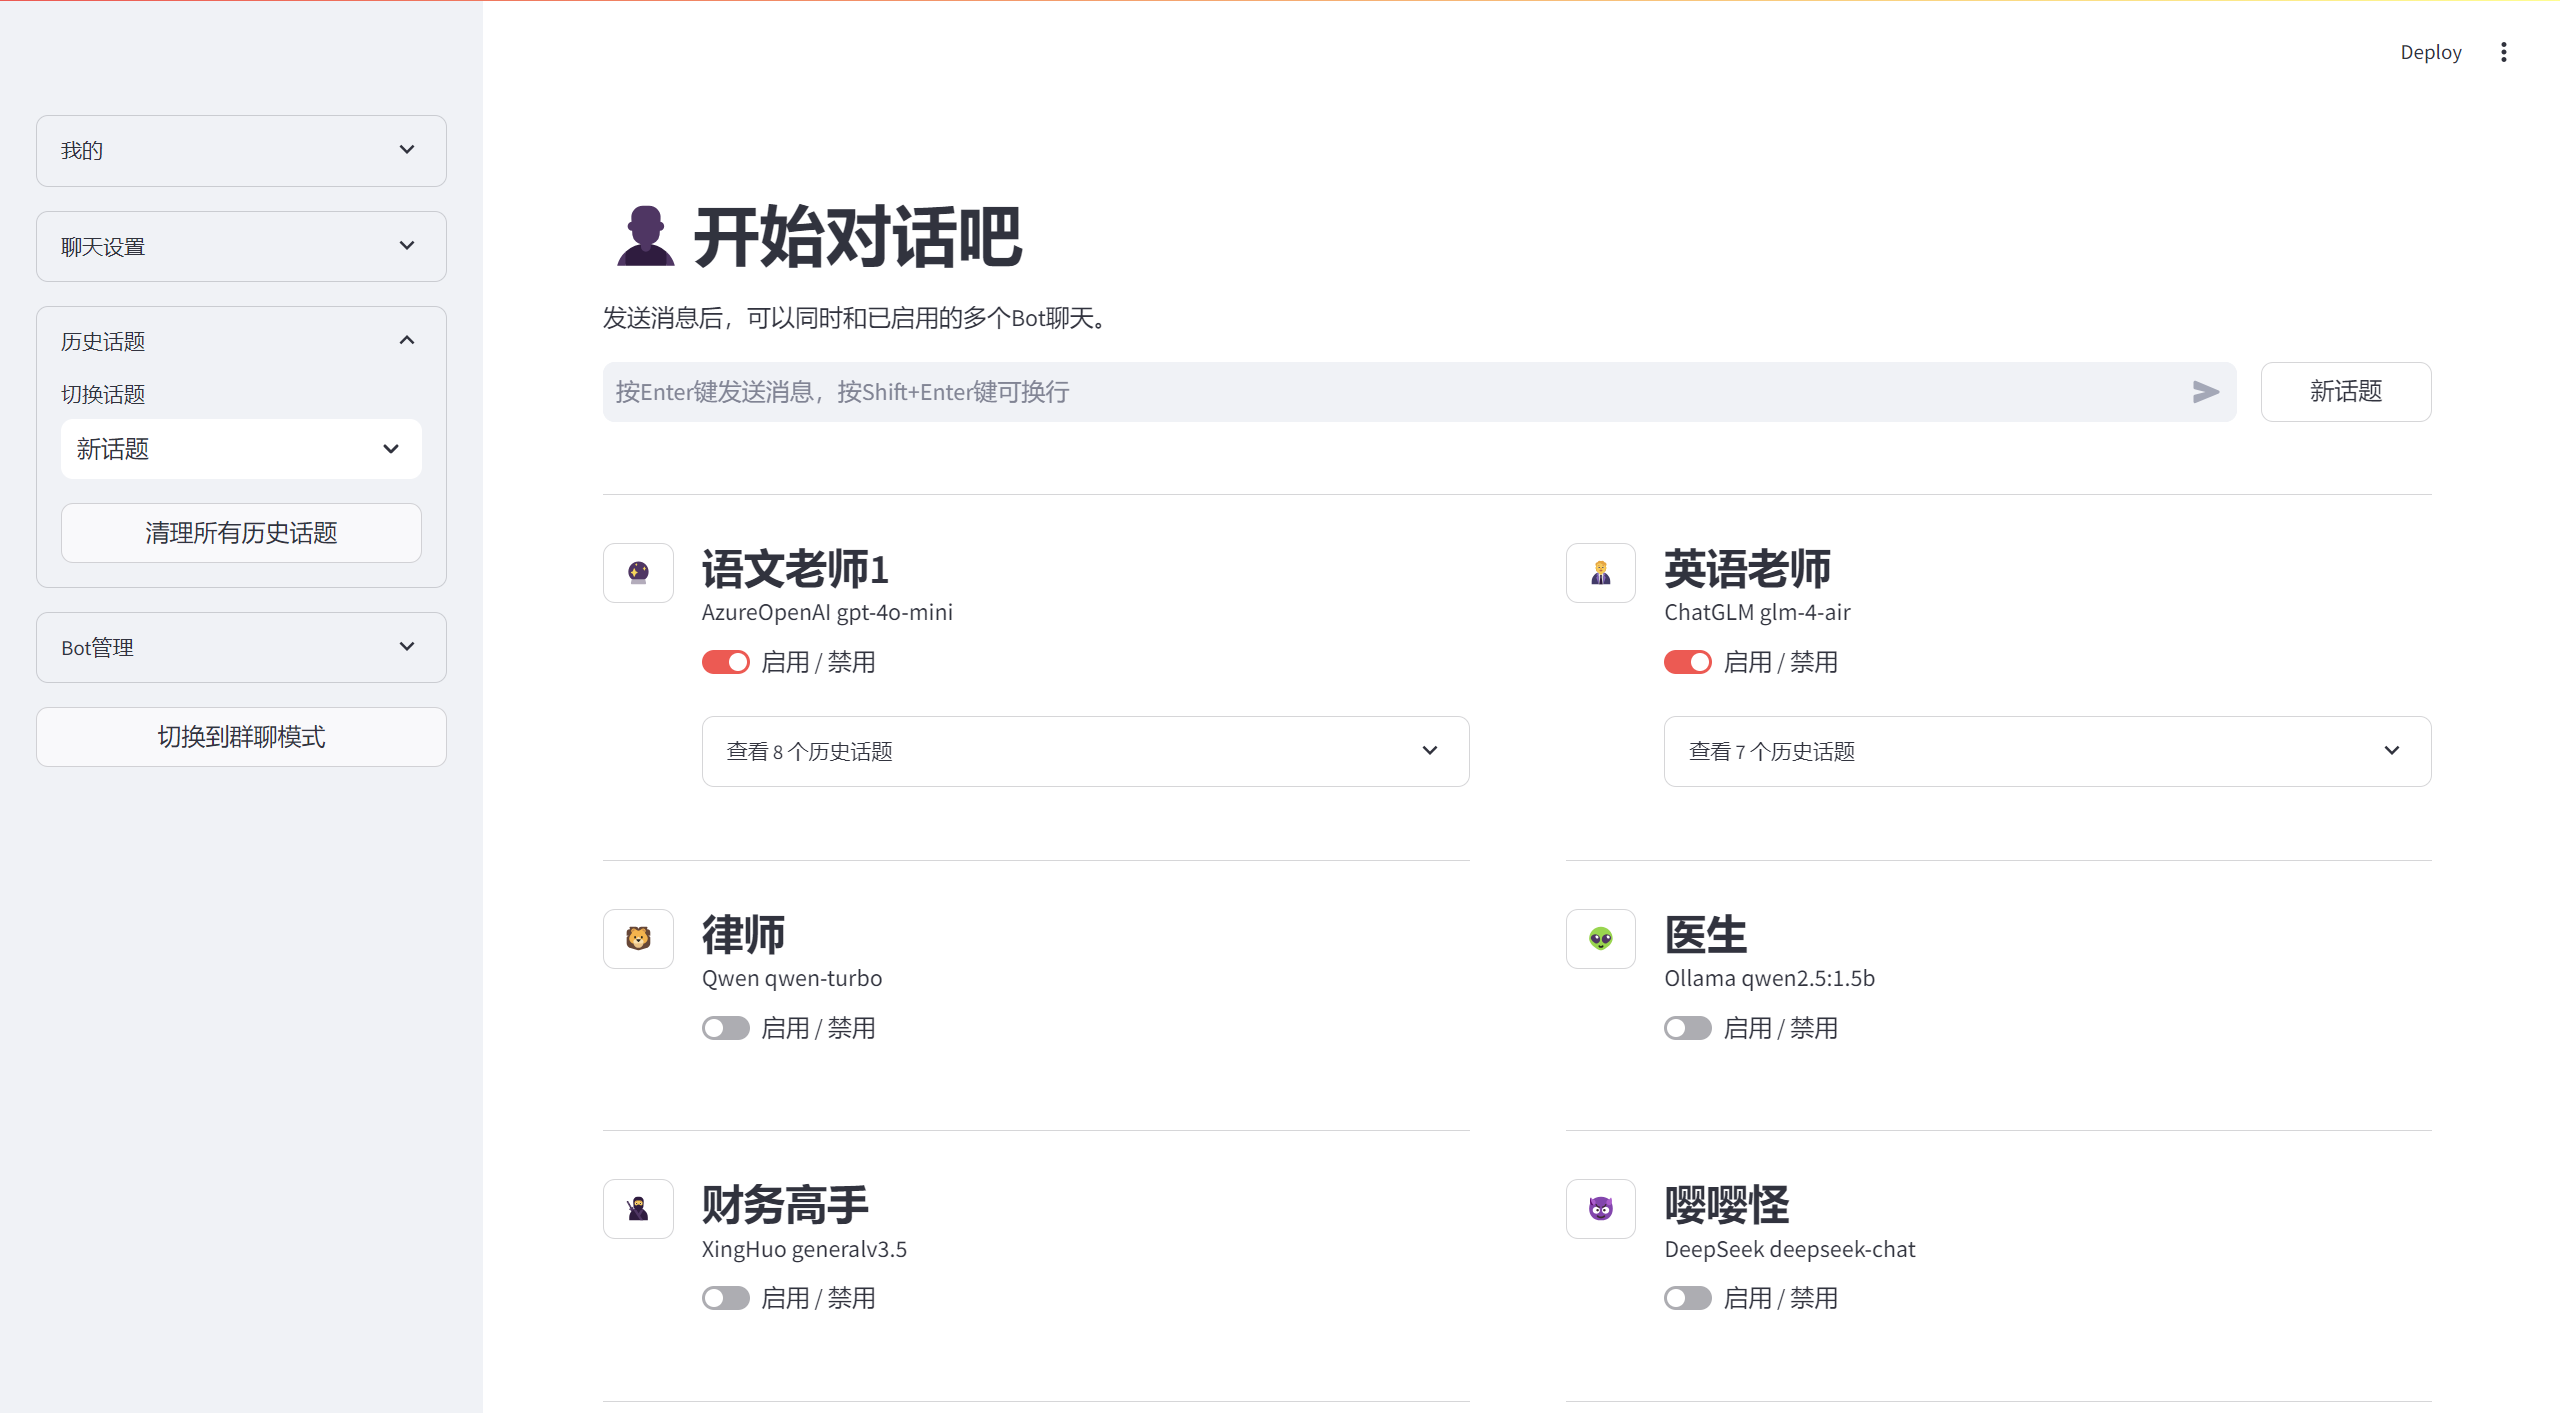 Deploy
我的
聊天设置
历史话题
切换话题
新话题
清理所有历史话题
Bot管理
切换到群聊模式
开始对话吧
发送消息后，可以同时和已启用的多个Bot聊天。
按Enter键发送消息，按Shift+Enter键可换行
新话题
语文老师1
AzureOpenAI gpt-4o-mini
启用 / 禁用
查看 8 个历史话题
英语老师
ChatGLM glm-4-air
启用 / 禁用
查看 7 个历史话题
律师
Qwen qwen-turbo
启用 / 禁用
医生
Ollama qwen2.5:1.5b
启用 / 禁用
财务高手
XingHuo generalv3.5
启用 / 禁用
嘤嘤怪
DeepSeek deepseek-chat
启用 / 禁用